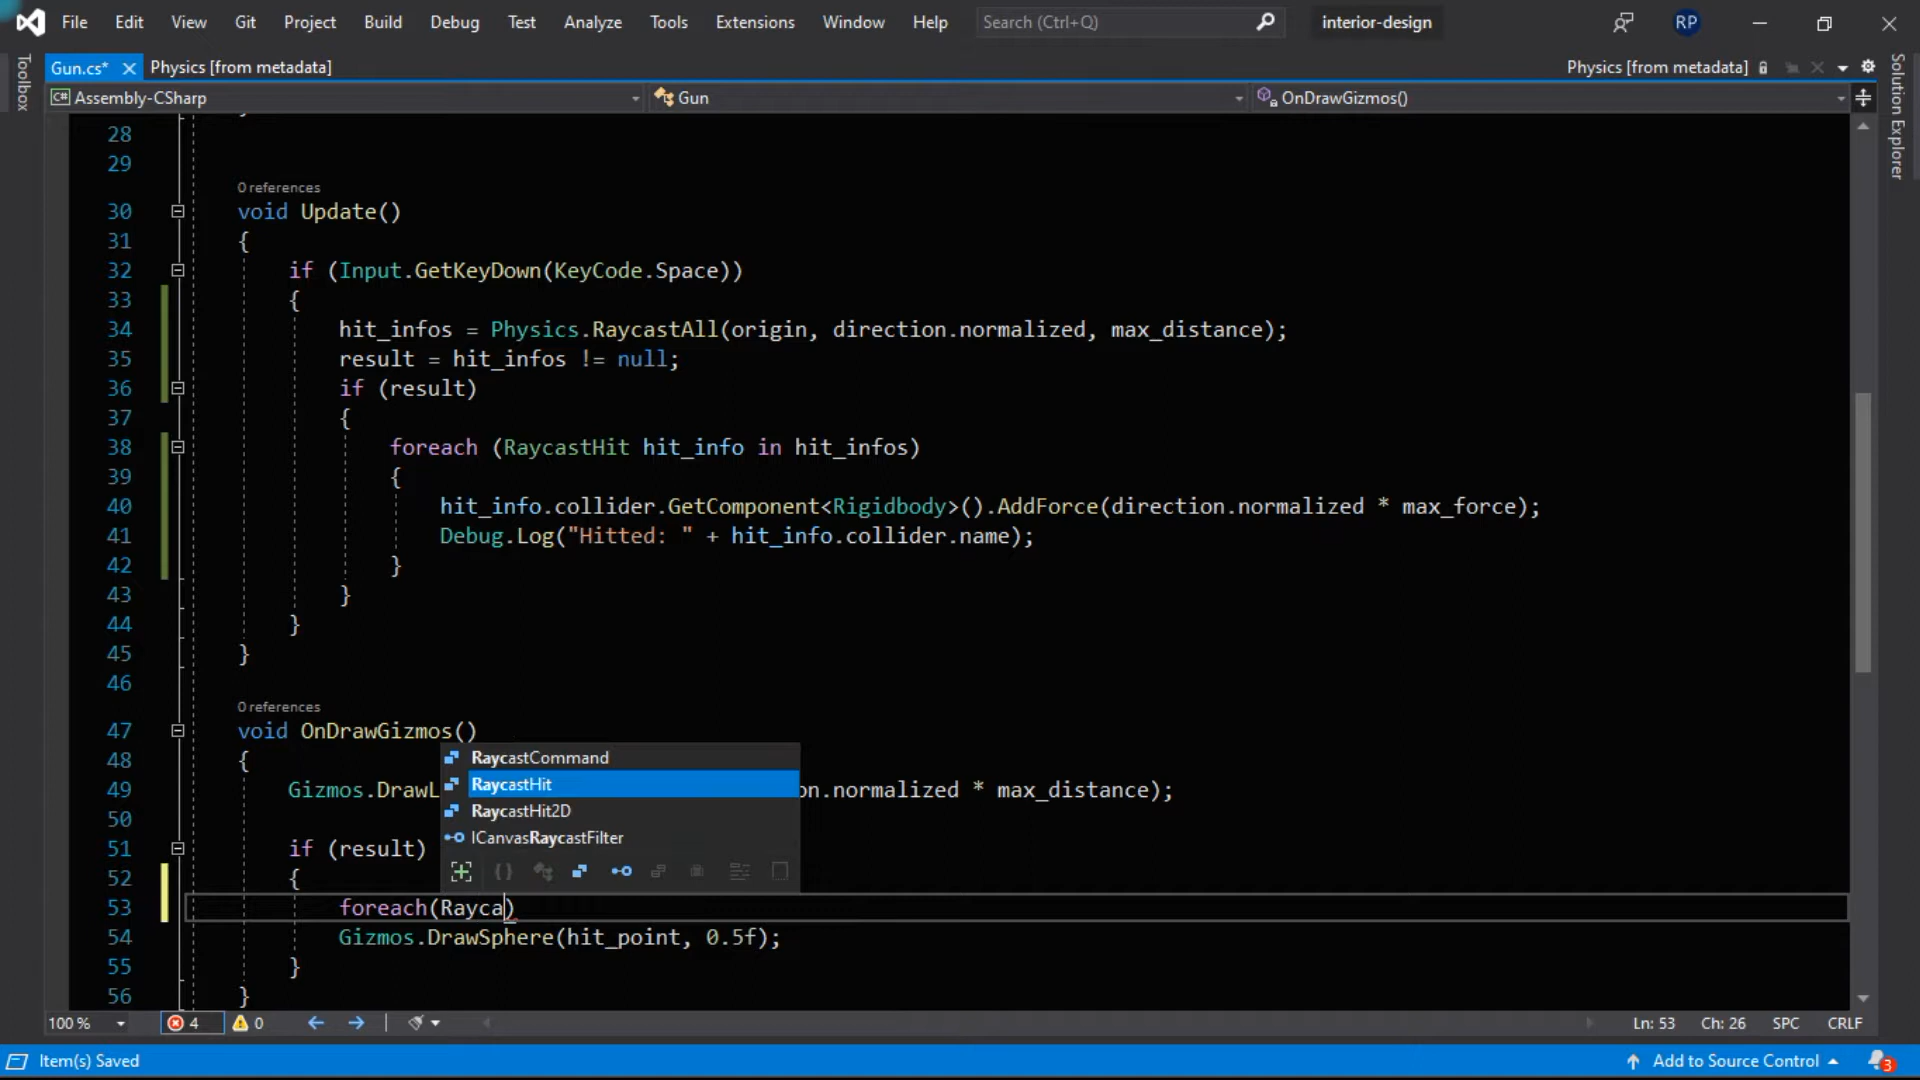 File Edit View Git Project Build Debug Test Analyze Tools Extensions Window Help Search (Ctrl+Q) interior-design RP
Toolbox
Gun.cs* Physics [from metadata] Physics [from metadata]
Solution Explorer
Assembly-CSharp Gun OnDrawGizmos()
28
29
0 references
30 void Update()
31 {
32 if (Input.GetKeyDown(KeyCode.Space))
33 {
34 hit_infos = Physics.RaycastAll(origin, direction.normalized, max_distance);
35 result = hit_infos != null;
36 if (result)
37 {
38 foreach (RaycastHit hit_info in hit_infos)
39 {
40 hit_info.collider.GetComponent<Rigidbody>().AddForce(direction.normalized * max_force);
41 Debug.Log("Hitted: " + hit_info.collider.name);
42 }
43 }
44 }
45 }
46
0 references
47 void OnDrawGizmos()
48 {
RaycastCommand
RaycastHit
RaycastHit2D
ICanvasRaycastFilter
49 Gizmos.DrawL on.normalized * max_distance);
50
51 if (result)
52 {
53 foreach(Rayca)
54 Gizmos.DrawSphere(hit_point, 0.5f);
55 }
56 }
100 % 4 0 Ln: 53 Ch: 26 SPC CRLF
Item(s) Saved Add to Source Control 3